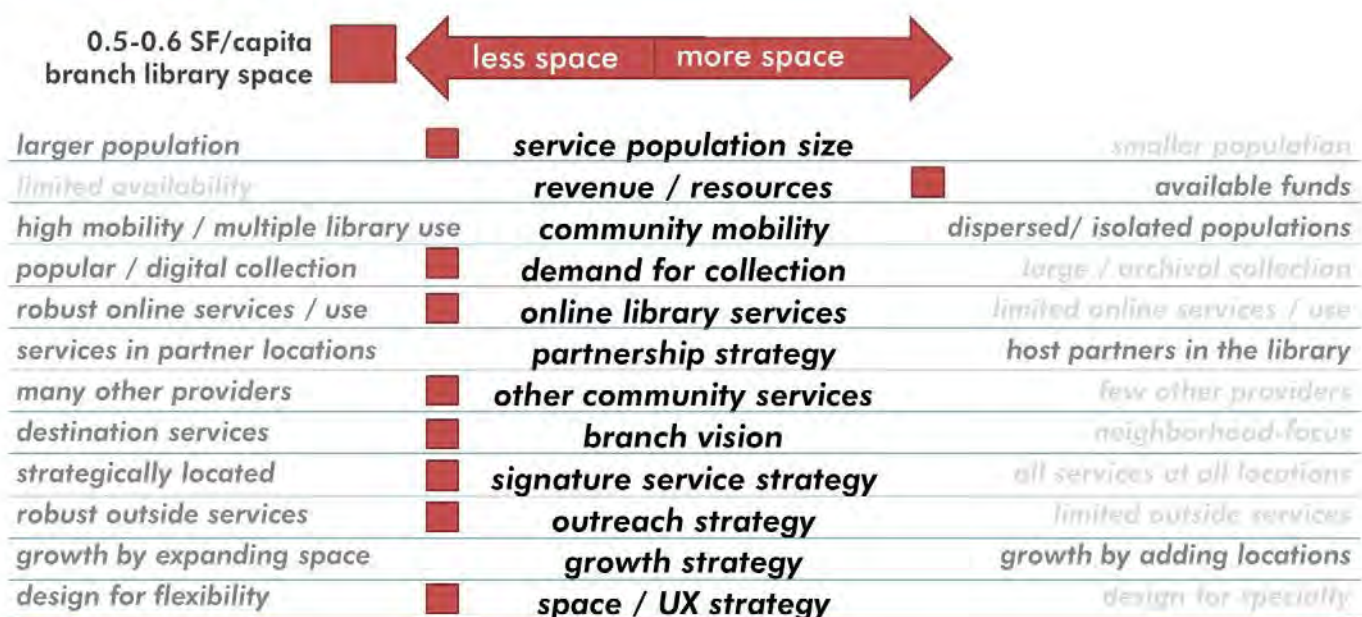 0.5-0.6 SF/capita
branch library space
less space more space
larger population service population size smaller population
limited availability revenue / resources available funds
high mobility / multiple library use community mobility dispersed/ isolated populations
popular / digital collection demand for collection large / archival collection
robust online services / use online library services limited online services / use
services in partner locations partnership strategy host partners in the library
many other providers other community services few other providers
destination services branch vision neighborhood-focus
strategically located signature service strategy all services at all locations
robust outside services outreach strategy limited outside services
growth by expanding space growth strategy growth by adding locations
design for flexibility space / UX strategy design for specialty